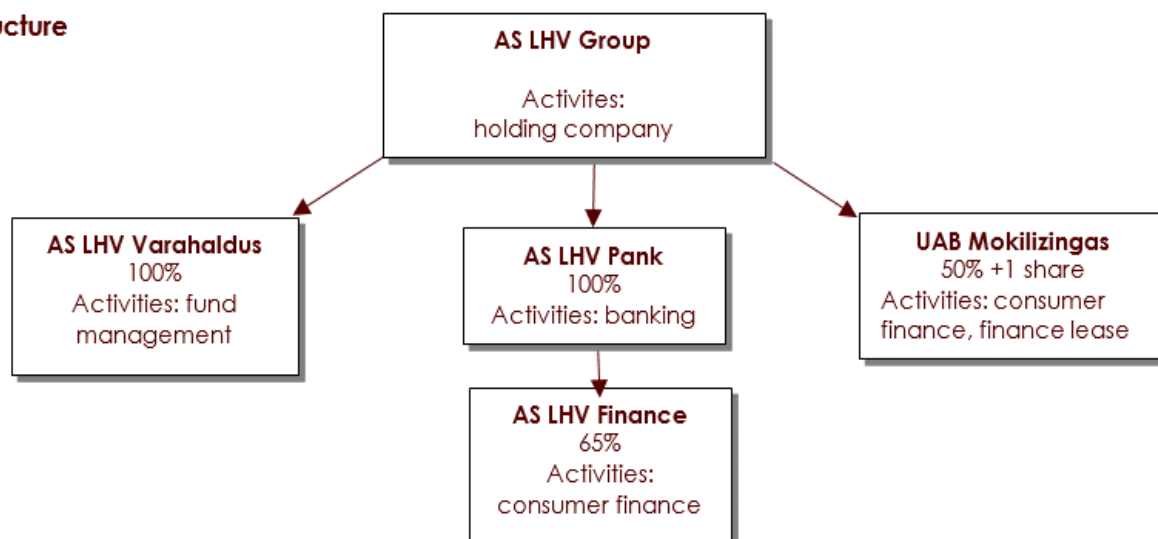 ucture
AS LHV Group
Activites:
holding company
AS LHV Varahaldus
100%
Activities: fund
management
AS LHV Pank
100%
Activities: banking
UAB Mokilizingas
50% +1 share
Activities: consumer
finance, finance lease
AS LHV Finance
65%
Activities:
consumer finance